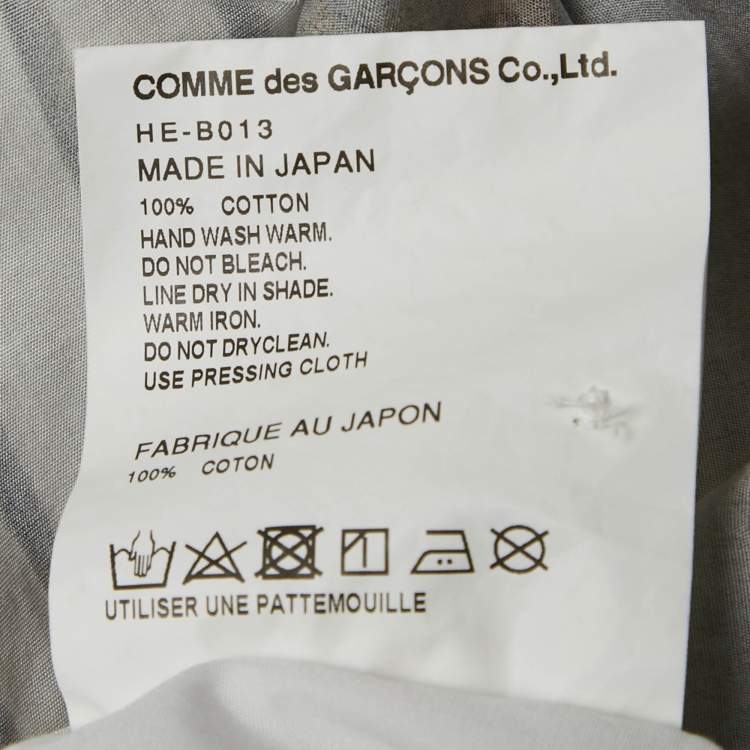 COMME des GARÇONS Co.,Ltd.
HE-B013
MADE IN JAPAN
100% COTTON
HAND WASH WARM.
DO NOT BLEACH.
LINE DRY IN SHADE.
WARM IRON.
DO NOT DRYCLEAN.
USE PRESSING CLOTH
FABRIQUE AU JAPON
100% COTON
UTILISER UNE PATTEMOUILLE